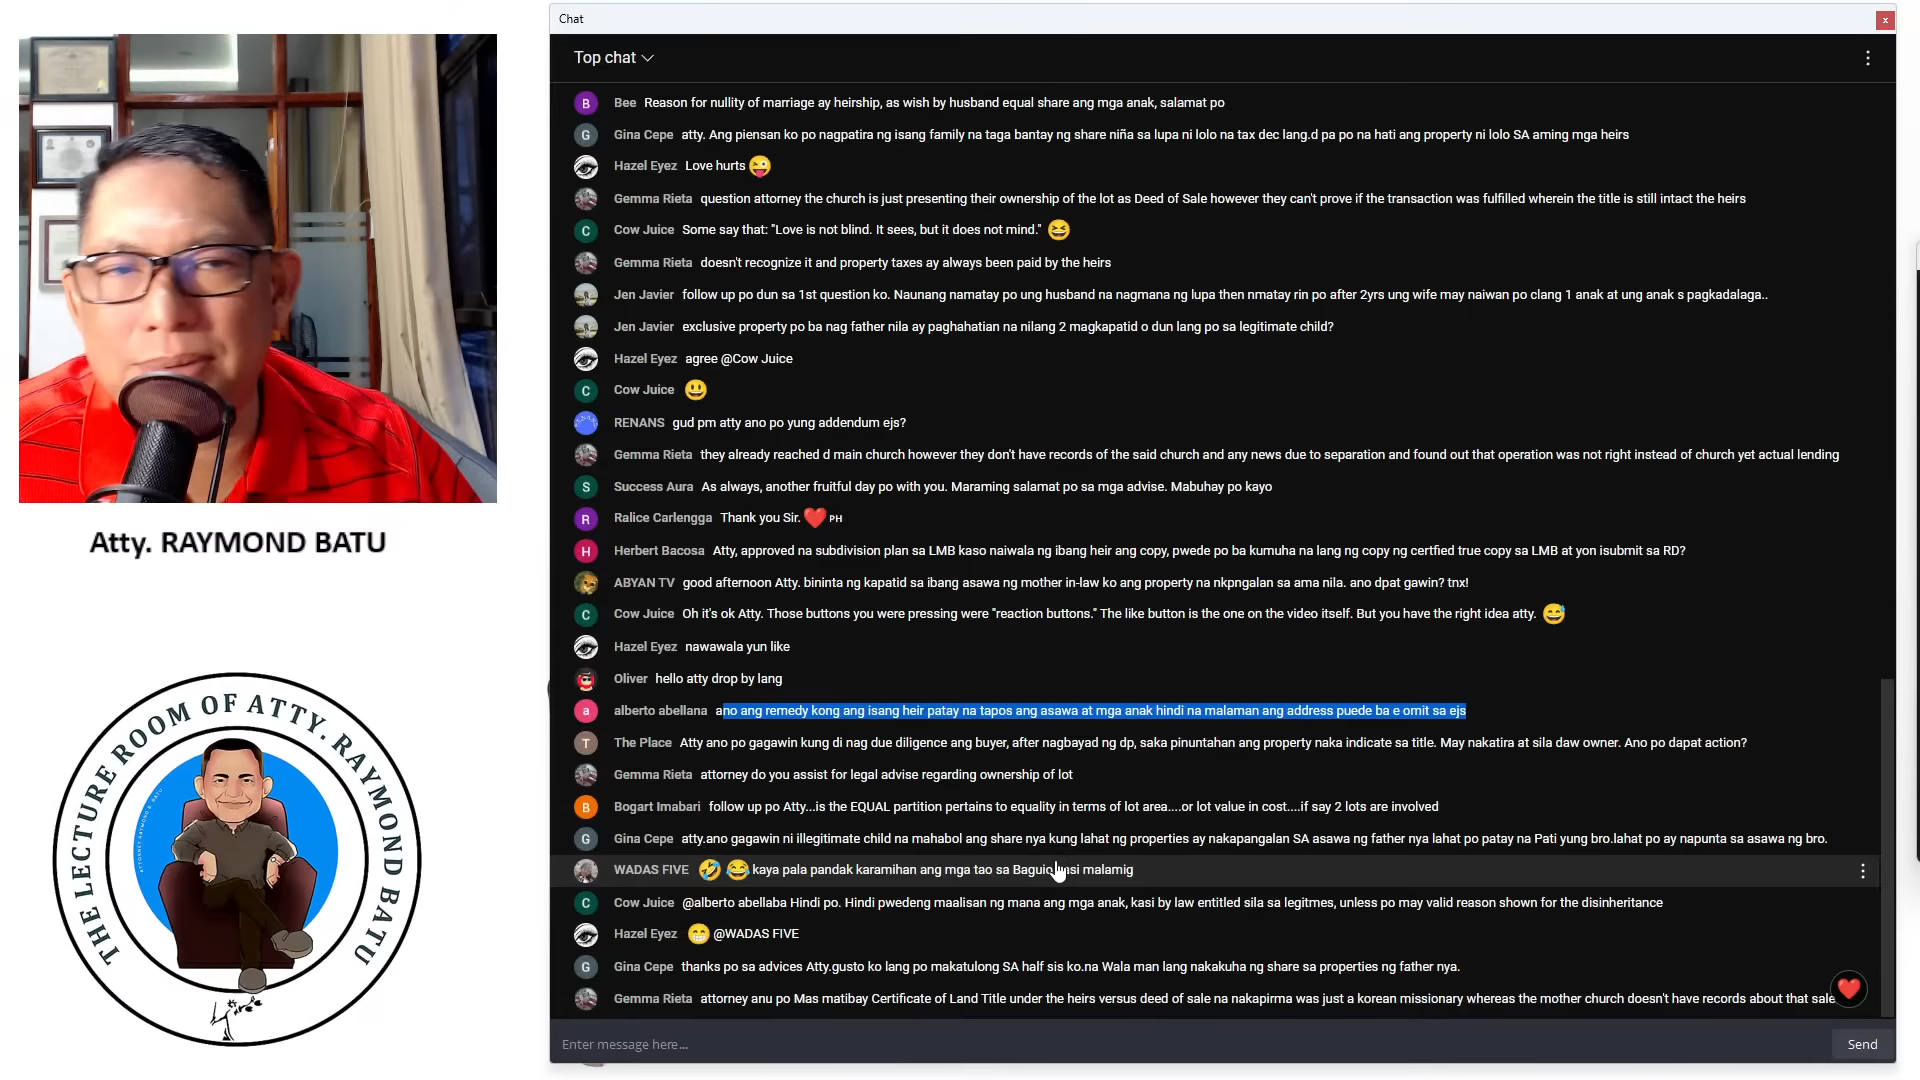 Chat
x
Top chat
B Bee Reason for nullity of marriage ay heirship, as wish by husband equal share ang mga anak, salamat po
G Gina Cepe atty. Ang piensan ko po nagpatira ng isang family na taga bantay ng share niña sa lupa ni lolo na tax dec lang.d pa po na hati ang property ni lolo SA aming mga heirs
Hazel Eyez Love hurts 😜
Gemma Rieta question attorney the church is just presenting their ownership of the lot as Deed of Sale however they can't prove if the transaction was fulfilled wherein the title is still intact the heirs
C Cow Juice Some say that: "Love is not blind. It sees, but it does not mind." 😆
Gemma Rieta doesn't recognize it and property taxes ay always been paid by the heirs
Jen Javier follow up po dun sa 1st question ko. Naunang namatay po ung husband na nagmana ng lupa then nmatay rin po after 2yrs ung wife may naiwan po clang 1 anak at ung anak s pagkadalaga..
Jen Javier exclusive property po ba nag father nila ay paghahatian na nilang 2 magkapatid o dun lang po sa legitimate child?
Hazel Eyez agree @Cow Juice
C Cow Juice 😃
RENANS gud pm atty ano po yung addendum ejs?
Gemma Rieta they already reached d main church however they don't have records of the said church and any news due to separation and found out that operation was not right instead of church yet actual lending
S Success Aura As always, another fruitful day po with you. Maraming salamat po sa mga advise. Mabuhay po kayo
R Ralice Carlengga Thank you Sir. ❤️ PH
H Herbert Bacosa Atty, approved na subdivision plan sa LMB kaso naiwala ng ibang heir ang copy, pwede po ba kumuha na lang ng copy ng certfied true copy sa LMB at yon isubmit sa RD?
ABYAN TV good afternoon Atty. bininta ng kapatid sa ibang asawa ng mother in-law ko ang property na nkpngalan sa ama nila. ano dpat gawin? tnx!
C Cow Juice Oh it's ok Atty. Those buttons you were pressing were "reaction buttons." The like button is the one on the video itself. But you have the right idea atty. 😅
Hazel Eyez nawawala yun like
Oliver hello atty drop by lang
a alberto abellana ano ang remedy kong ang isang heir patay na tapos ang asawa at mga anak hindi na malaman ang address puede ba e omit sa ejs
T The Place Atty ano po gagawin kung di nag due diligence ang buyer, after nagbayad ng dp, saka pinuntahan ang property naka indicate sa title. May nakatira at sila daw owner. Ano po dapat action?
Gemma Rieta attorney do you assist for legal advise regarding ownership of lot
B Bogart Imabari follow up po Atty...is the EQUAL partition pertains to equality in terms of lot area....or lot value in cost....if say 2 lots are involved
G Gina Cepe atty.ano gagawin ni illegitimate child na mahabol ang share nya kung lahat ng properties ay nakapangalan SA asawa ng father nya lahat po patay na Pati yung bro.lahat po ay napunta sa asawa ng bro.
WADAS FIVE 🤣 😂 kaya pala pandak karamihan ang mga tao sa Baguio malamig
C Cow Juice @alberto abellaba Hindi po. Hindi pwedeng maalisan ng mana ang mga anak, kasi by law entitled sila sa legitmes, unless po may valid reason shown for the disinheritance
Hazel Eyez 😁 @WADAS FIVE
G Gina Cepe thanks po sa advices Atty.gusto ko lang po makatulong SA half sis ko.na Wala man lang nakakuha ng share sa properties ng father nya.
Gemma Rieta attorney anu po Mas matibay Certificate of Land Title under the heirs versus deed of sale na nakapirma was just a korean missionary whereas the mother church doesn't have records about that sale
Enter message here...
Send
Atty. RAYMOND BATU
THE LECTURE ROOM OF ATTY. RAYMOND BATU
ATTORNEY RAYMOND B. BATU